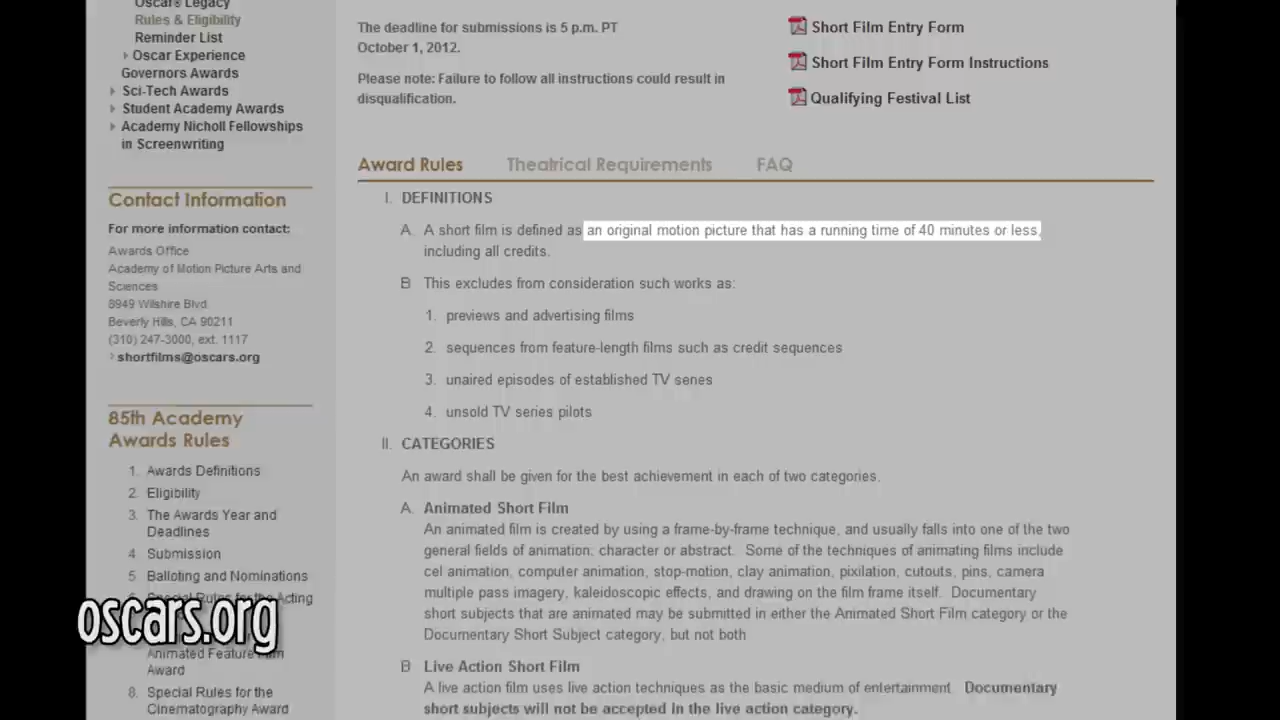 Oscar® Legacy
Rules & Eligibility
Reminder List
Oscar Experience
Governors Awards
Sci-Tech Awards
Student Academy Awards
Academy Nicholl Fellowships
in Screenwriting
Contact Information
For more information contact:
Awards Office
Academy of Motion Picture Arts and
Sciences
8949 Wilshire Blvd
Beverly Hills, CA 90211
(310) 247-3000, ext. 1117
shortfilms@oscars.org
85th Academy
Awards Rules
1. Awards Definitions
2. Eligibility
3. The Awards Year and
Deadlines
4 Submission
5 Balloting and Nominations
Special Rules for the Acting
oscars.org
Animated Feature Film
Award
8. Special Rules for the
Cinematography Award
The deadline for submissions is 5 p.m. PT
October 1, 2012.
Please note: Failure to follow all instructions could result in
disqualification.
Short Film Entry Form
Short Film Entry Form Instructions
Qualifying Festival List
Award Rules Theatrical Requirements FAQ
I. DEFINITIONS
A. A short film is defined as an original motion picture that has a running time of 40 minutes or less,
including all credits.
B This excludes from consideration such works as:
1. previews and advertising films
2. sequences from feature-length films such as credit sequences
3. unaired episodes of established TV series
4. unsold TV series pilots
II. CATEGORIES
An award shall be given for the best achievement in each of two categories.
A. Animated Short Film
An animated film is created by using a frame-by-frame technique, and usually falls into one of the two
general fields of animation, character or abstract. Some of the techniques of animating films include
cel animation, computer animation, stop-motion, clay animation, pixilation, cutouts, pins, camera
multiple pass imagery, kaleidoscopic effects, and drawing on the film frame itself. Documentary
short subjects that are animated may be submitted in either the Animated Short Film category or the
Documentary Short Subject category, but not both
B Live Action Short Film
A live action film uses live action techniques as the basic medium of entertainment. Documentary
short subjects will not be accepted in the live action category.